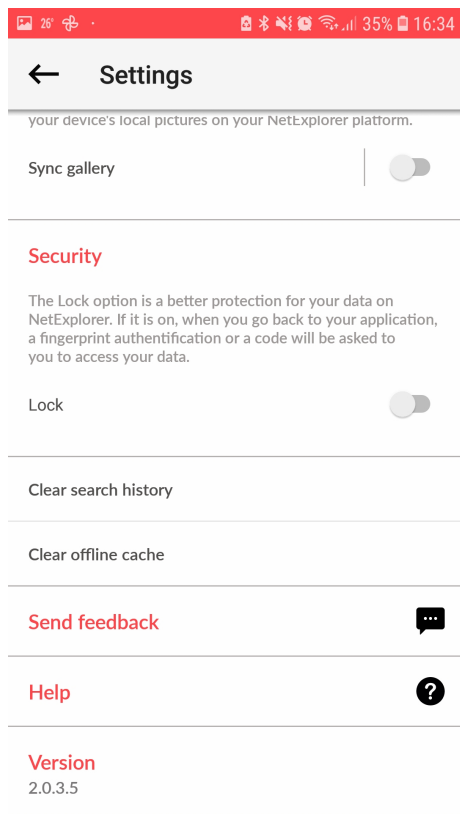 26° 35% 16:34
Settings
your device's local pictures on your NetExplorer platform.
Sync gallery
Security
The Lock option is a better protection for your data on
NetExplorer. If it is on, when you go back to your application,
a fingerprint authentification or a code will be asked to
you to access your data.
Lock
Clear search history
Clear offline cache
Send feedback
Help
Version
2.0.3.5